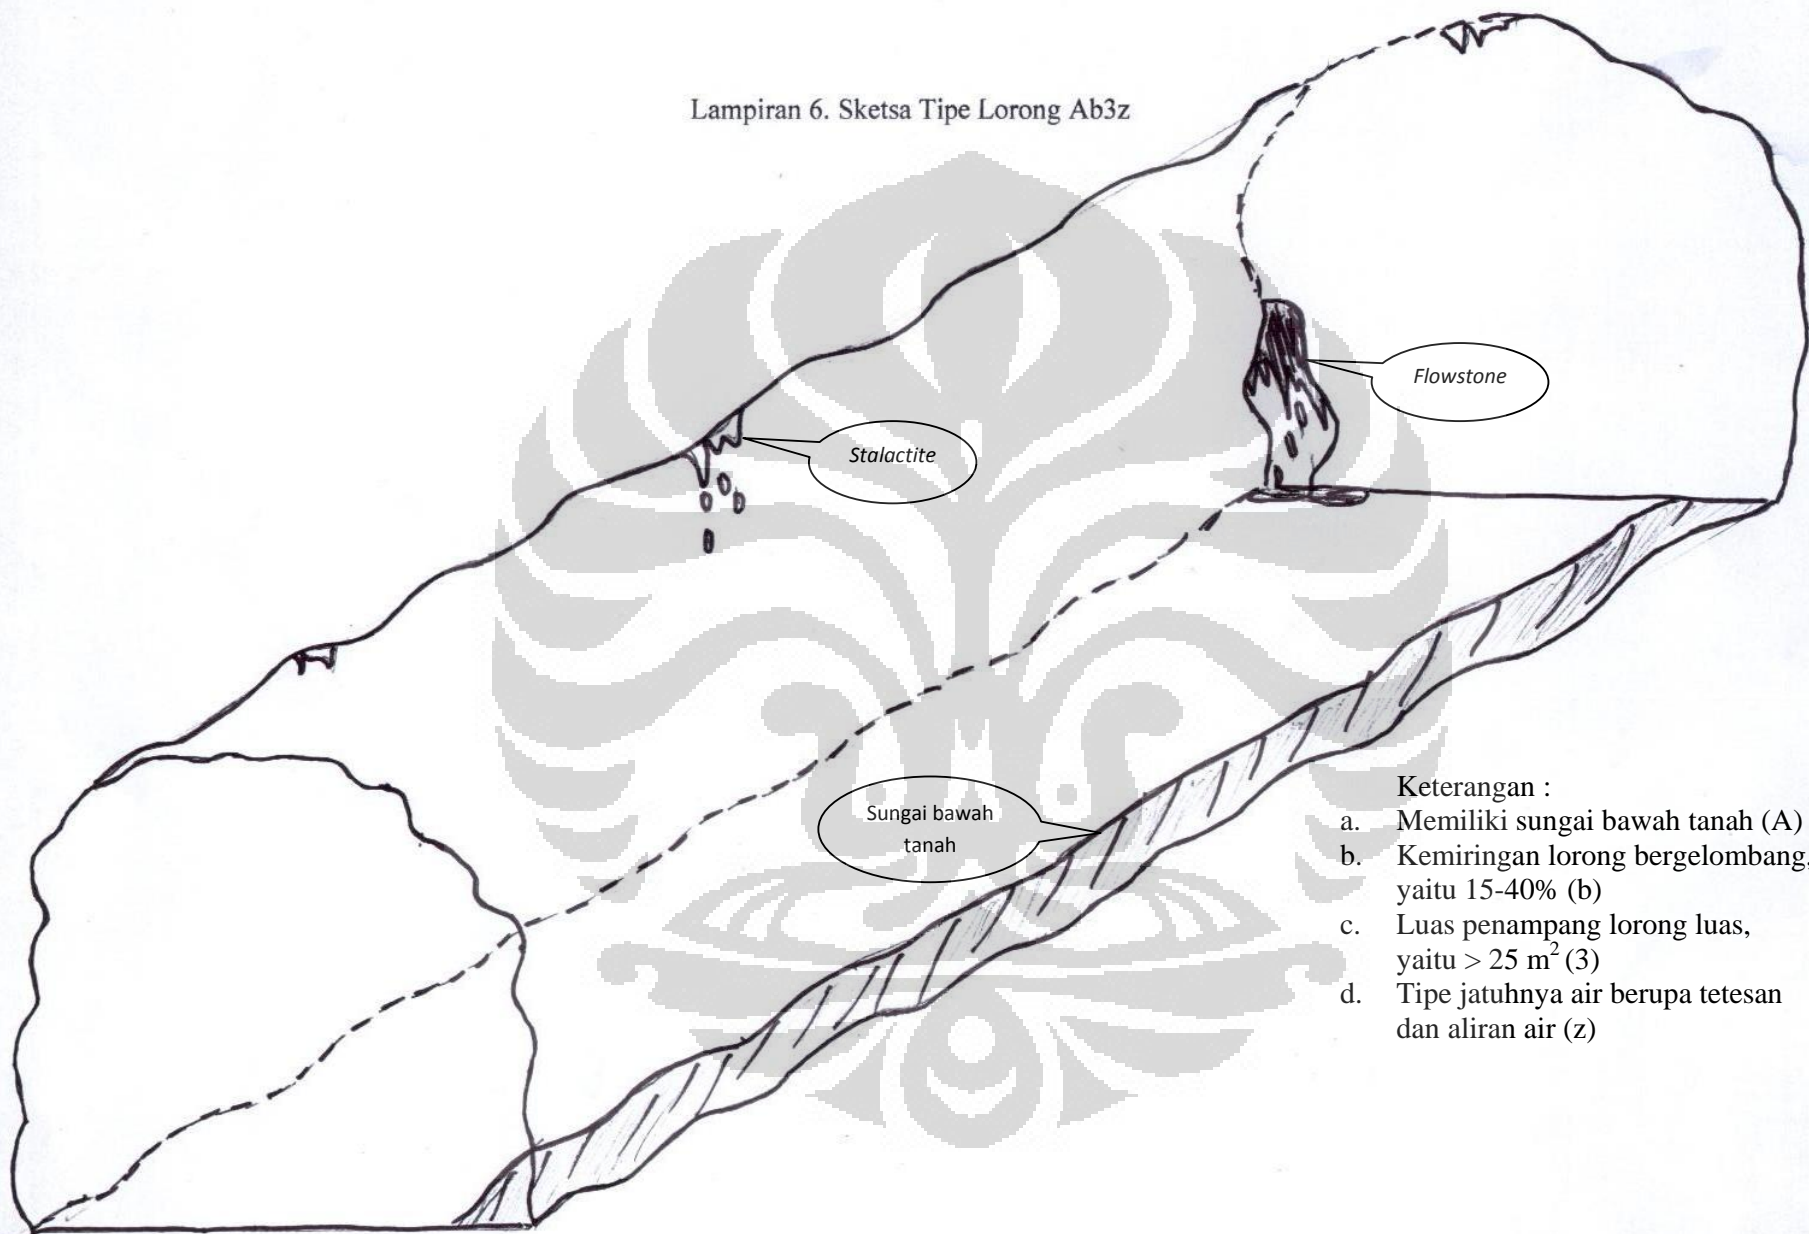 Lampiran 6. Sketsa Tipe Lorong Ab3z
Flowstone
Stalactite
Sungai bawah
tanah
Keterangan :
a. Memiliki sungai bawah tanah (A)
b. Kemiringan lorong bergelombang,
yaitu 15-40% (b)
c. Luas penampang lorong luas,
yaitu > 25 m² (3)
d. Tipe jatuhnya air berupa tetesan
dan aliran air (z)